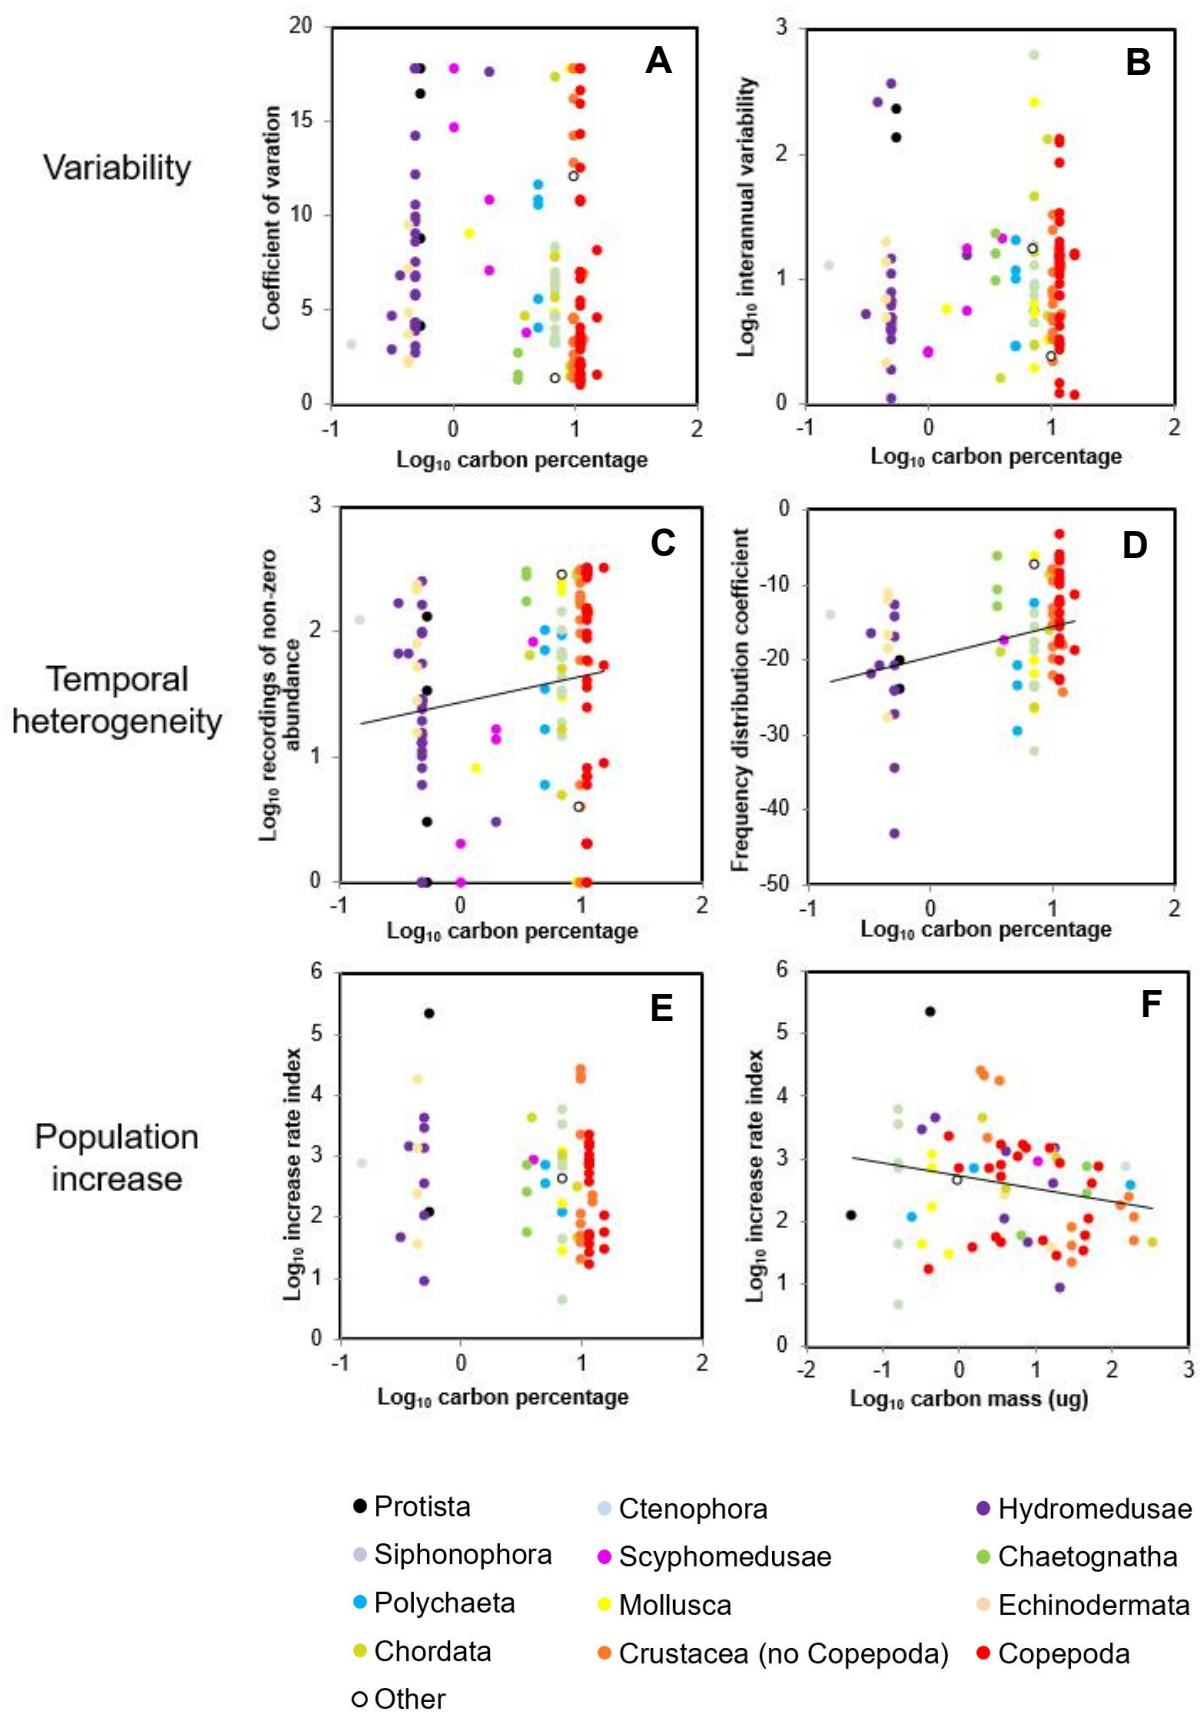 Variability
A
Coefficient of varation
20
15
10
5
0
-1 0 1 2
Log₁₀ carbon percentage
B
Log₁₀ interannual variability
3
2
1
0
-1 0 1 2
Log₁₀ carbon percentage
Temporal
heterogeneity
C
Log₁₀ recordings of non-zero
abundance
3
2
1
0
-1 0 1 2
Log₁₀ carbon percentage
D
Frequency distribution coefficient
0
-10
-20
-30
-40
-50
-1 0 1 2
Log₁₀ carbon percentage
Population
increase
E
Log₁₀ increase rate index
6
5
4
3
2
1
0
-1 0 1 2
Log₁₀ carbon percentage
F
Log₁₀ increase rate index
6
5
4
3
2
1
0
-2 -1 0 1 2 3
Log₁₀ carbon mass (ug)
Protista Ctenophora Hydromedusae
Siphonophora Scyphomedusae Chaetognatha
Polychaeta Mollusca Echinodermata
Chordata Crustacea (no Copepoda) Copepoda
Other